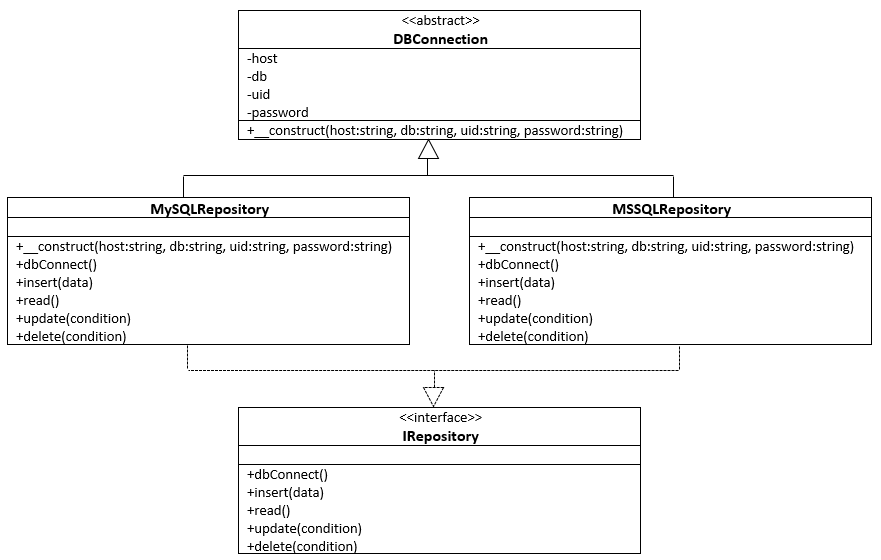 <<abstract>>
DBConnection
-host
-db
-uid
-password
+__construct(host:string, db:string, uid:string, password:string)
MySQLRepository
+__construct(host:string, db:string, uid:string, password:string)
+dbConnect()
+insert(data)
+read()
+update(condition)
+delete(condition)
MSSQLRepository
+__construct(host:string, db:string, uid:string, password:string)
+dbConnect()
+insert(data)
+read()
+update(condition)
+delete(condition)
<<interface>>
IRepository
+dbConnect()
+insert(data)
+read()
+update(condition)
+delete(condition)